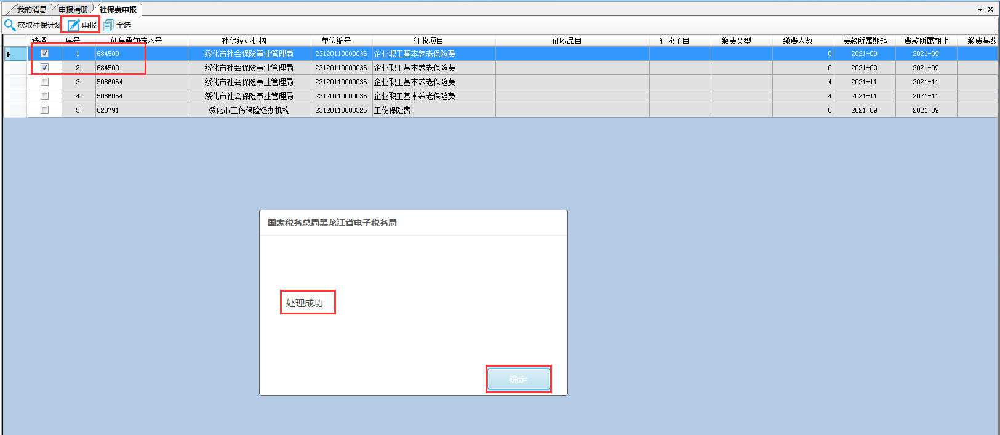 我的消息 申报清册 社保费申报
获取社保计划 申报 全选
选择 序号 征集通知流水号 社保经办机构 单位编号 征收项目 征收品目 征收子目 缴费类型 缴费人数 费款所属期起 费款所属期止 缴费基数
1 684500 绥化市社会保险事业管理局 23120110000036 企业职工基本养老保险费 0 2021-09 2021-09
2 684500 绥化市社会保险事业管理局 23120110000036 企业职工基本养老保险费 0 2021-09 2021-09
3 5086064 绥化市社会保险事业管理局 23120110000036 企业职工基本养老保险费 4 2021-11 2021-11
4 5086064 绥化市社会保险事业管理局 23120110000036 企业职工基本养老保险费 4 2021-11 2021-11
5 820791 绥化市工伤保险经办机构 23120113000326 工伤保险费 0 2021-09 2021-09
国家税务总局黑龙江省电子税务局
处理成功
确定